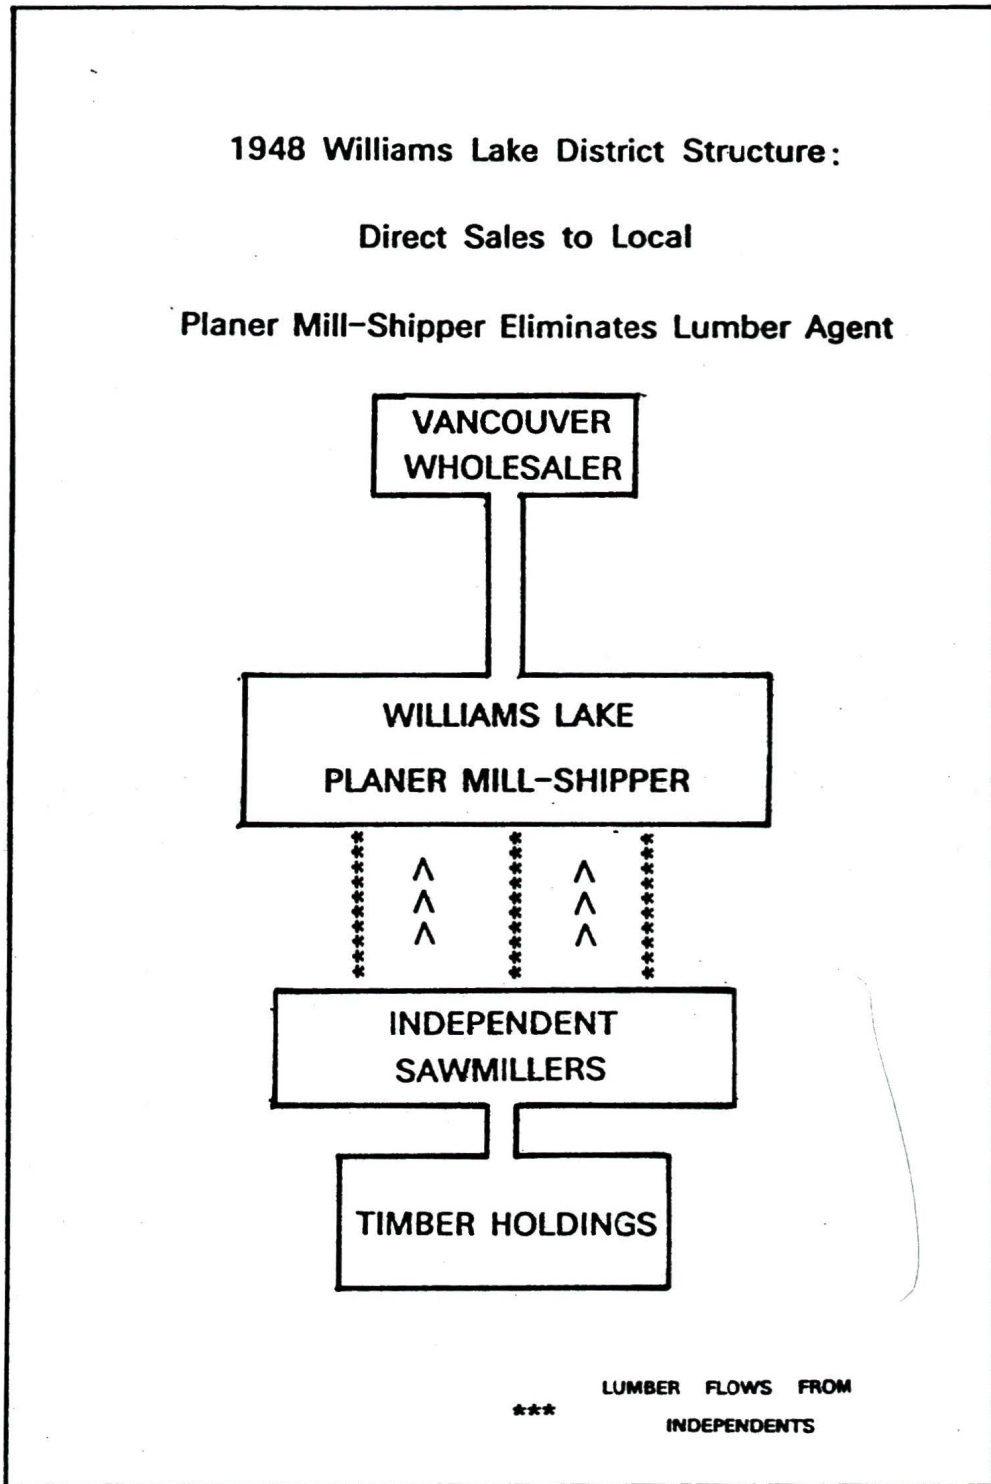 1948 Williams Lake District Structure:
Direct Sales to Local
Planer Mill-Shipper Eliminates Lumber Agent
VANCOUVER
WHOLESALER
WILLIAMS LAKE
PLANER MILL-SHIPPER
INDEPENDENT
SAWMILLERS
TIMBER HOLDINGS
LUMBER FLOWS FROM
***
INDEPENDENTS